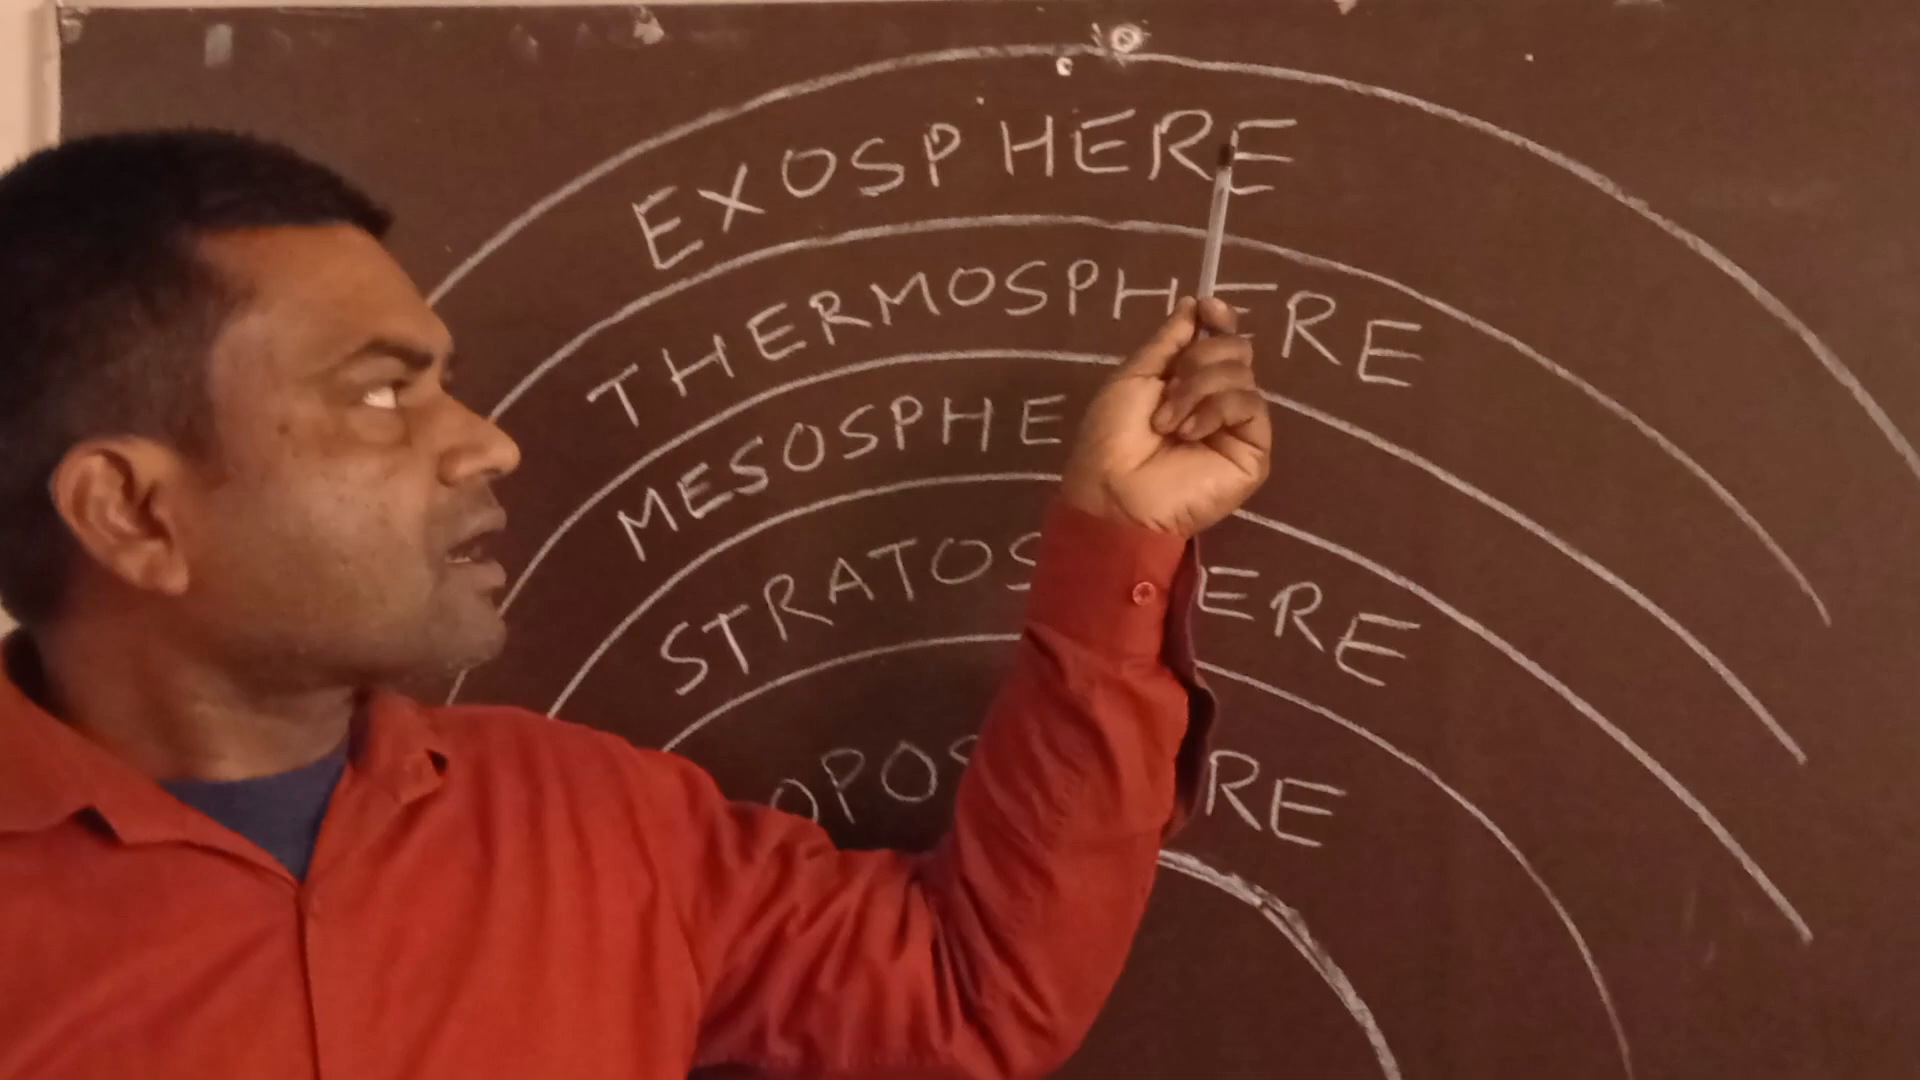 EXOSPHERE
THERMOSPHERE
MESOSPHE
STRATOS ERE
OPOS RE